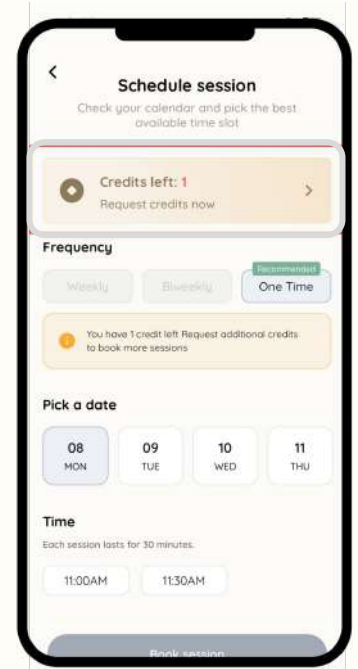 Schedule session
Check your calendar and pick the best
available time slot
Credits left: 1
Request credits now
Frequency
Recommended
Weekly
Biweekly
One Time
You have 1 credit left Request additional credits
to book more sessions
Pick a date
08
MON
09
TUE
10
WED
11
THU
Time
Each session lasts for 30 minutes.
11:00AM
11:30AM
Book session